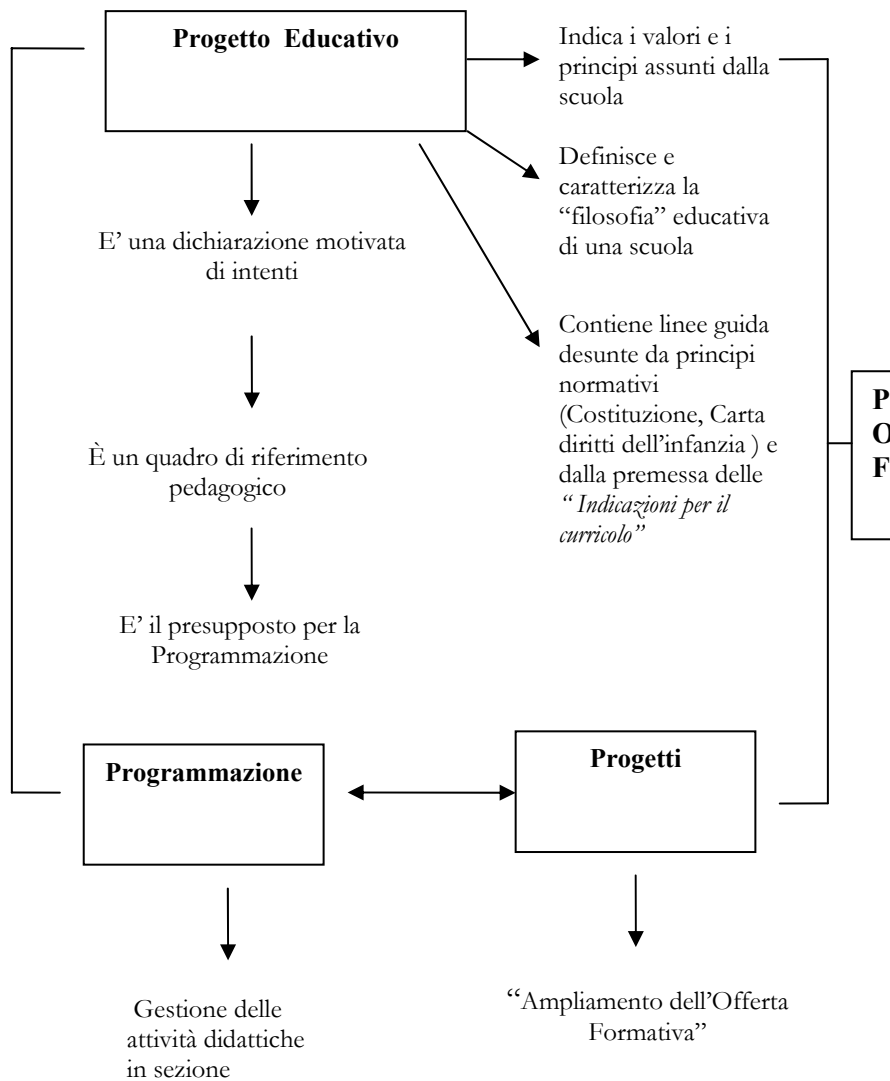 Progetto Educativo
Indica i valori e i
principi assunti dalla
scuola
Definisce e
caratterizza la
“filosofia” educativa
di una scuola
E’ una dichiarazione motivata
di intenti
Contiene linee guida
desunte da principi
normativi
(Costituzione, Carta
diritti dell’infanzia ) e
dalla premessa delle
“ Indicazioni per il
curricolo”
P
O
F
È un quadro di riferimento
pedagogico
E’ il presupposto per la
Programmazione
Programmazione
Progetti
Gestione delle
attività didattiche
in sezione
“Ampliamento dell’Offerta
Formativa”